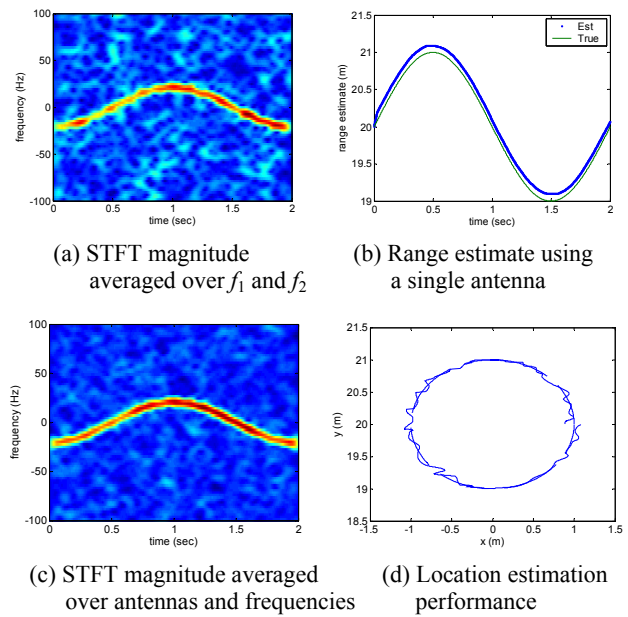 100
50
0
-50
-100
frequency (Hz)
0 0.5 1 1.5 2
time (sec)
(a) STFT magnitude
averaged over f1 and f2
21.5
21
20.5
20
19.5
19
range estimate (m)
Est
True
0 0.5 1 1.5 2
time (sec)
(b) Range estimate using
a single antenna
100
50
0
-50
-100
frequency (Hz)
0 0.5 1 1.5 2
time (sec)
(c) STFT magnitude averaged
over antennas and frequencies
21.5
21
20.5
20
19.5
19
18.5
y (m)
-1.5 -1 -0.5 0 0.5 1 1.5
x (m)
(d) Location estimation
performance